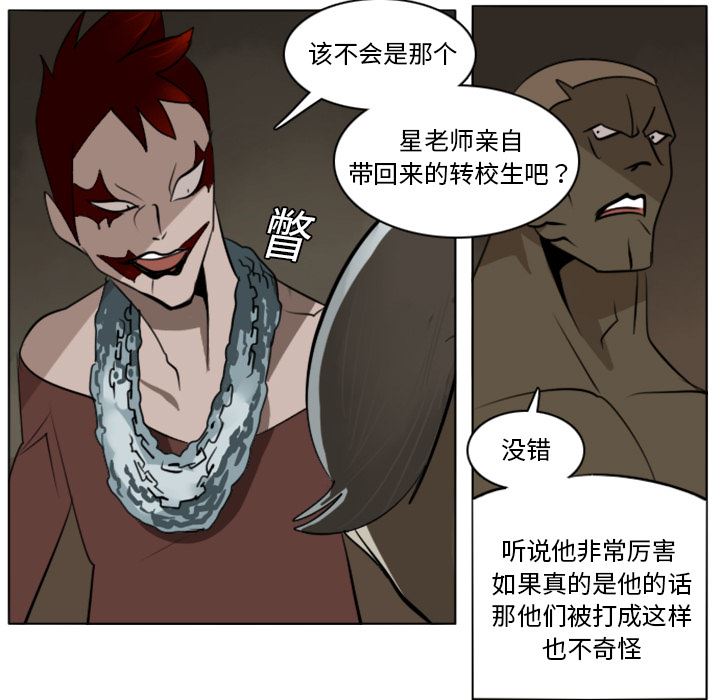 该不会是那个
星老师亲自
带回来的转校生吧？
瞥
没错
听说他非常厉害
如果真的是他的话
那他们被打成这样
也不奇怪